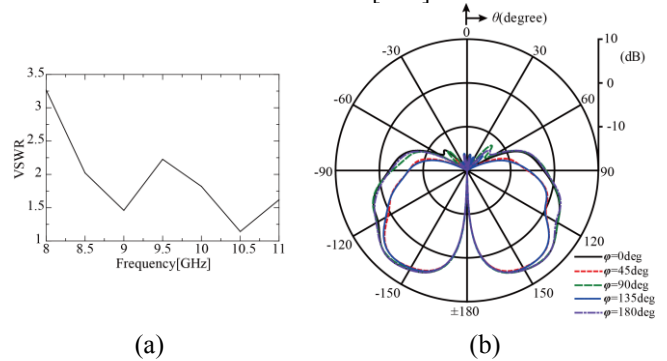 θ(degree)
0
10
-30
30
(dB)
0
-60
60
-10
-90
90
-120
120
-150
150
±180
φ=0deg
φ=45deg
φ=90deg
φ=135deg
φ=180deg
3.5
3
2.5
2
1.5
1
VSWR
8 8.5 9 9.5 10 10.5 11
Frequency[GHz]
(a)
(b)